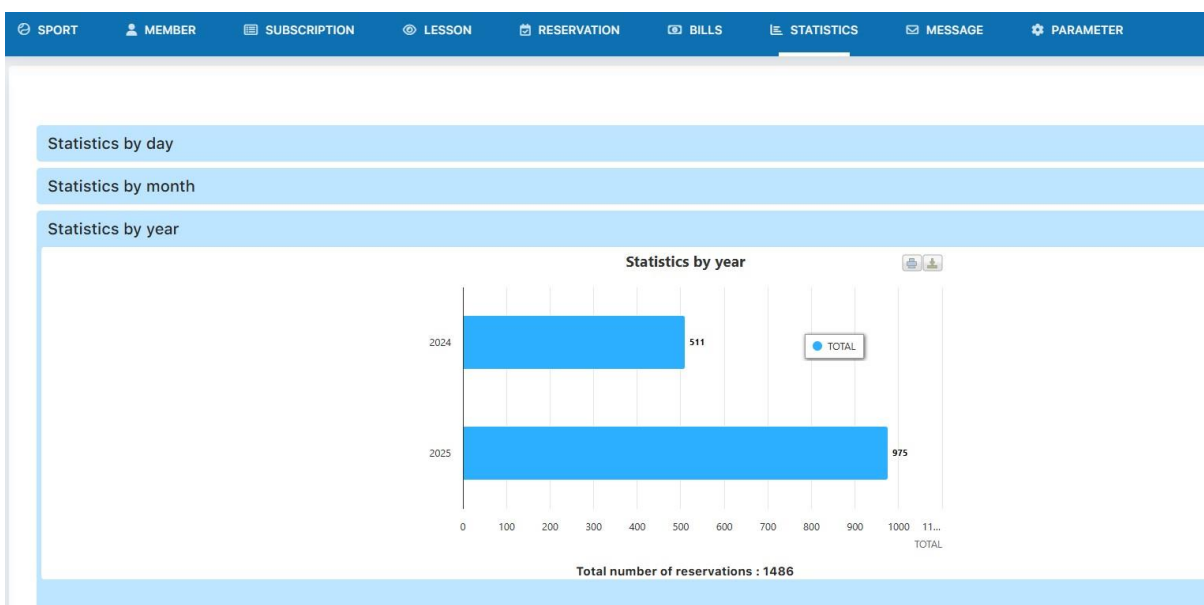 SPORT MEMBER SUBSCRIPTION LESSON RESERVATION BILLS STATISTICS MESSAGE PARAMETER
Statistics by day
Statistics by month
Statistics by year
Statistics by year
2024 511
TOTAL
2025 975
0 100 200 300 400 500 600 700 800 900 1000 11...
TOTAL
Total number of reservations : 1486